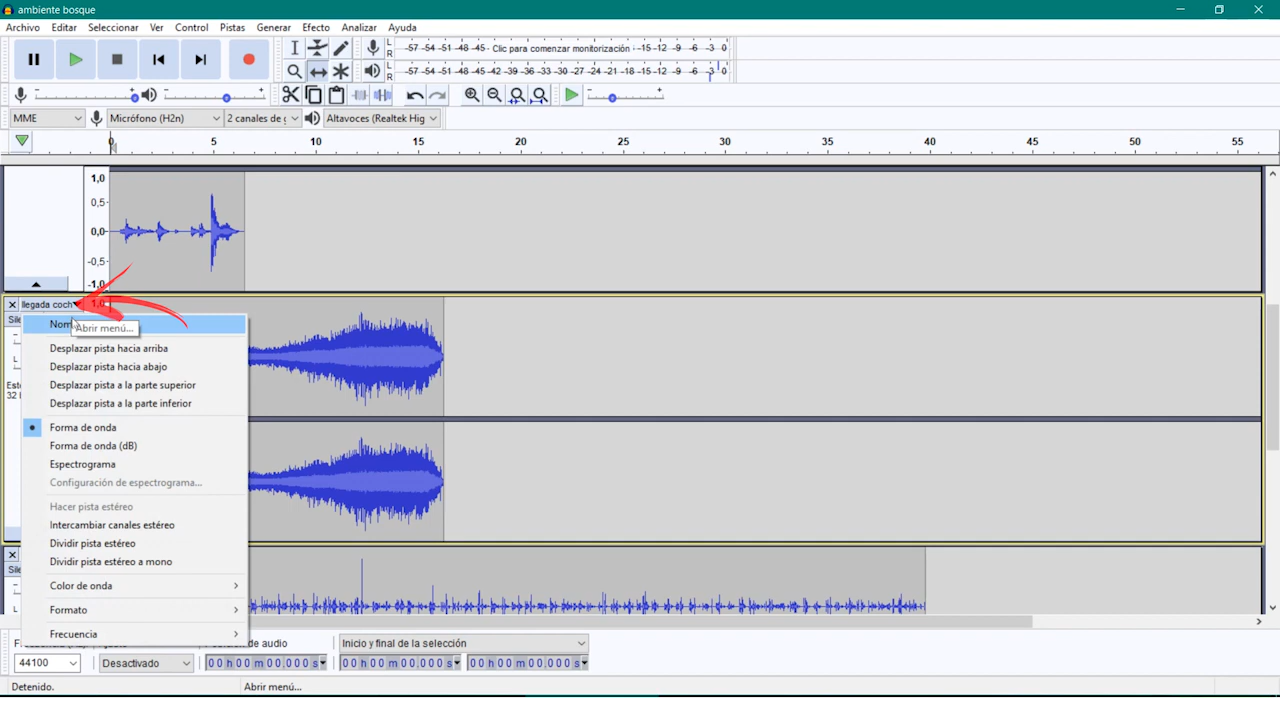 ambiente bosque
Archivo Editar Seleccionar Ver Control Pistas Generar Efecto Analizar Ayuda
L R -57 -54 -51 -48 -45 - Clic para comenzar monitorización -15 -12 -9 -6 -3 0
L R -57 -54 -51 -48 -45 -42 -39 -36 -33 -30 -27 -24 -21 -18 -15 -12 -9 -6 -3 0
MME Micrófono (H2n) 2 canales de g Altavoces (Realtek Hig
0 5 10 15 20 25 30 35 40 45 50 55
1,0
0,5-
0,0-
-0,5-
-1,0
llegada coch 1,0
Abrir menú...
Desplazar pista hacia arriba
Desplazar pista hacia abajo
Desplazar pista a la parte superior
Desplazar pista a la parte inferior
32
Forma de onda
Forma de onda (dB)
Espectrograma
Configuración de espectrograma...
Hacer pista estéreo
Intercambiar canales estéreo
Dividir pista estéreo
Dividir pista estéreo a mono
Color de onda
Formato
Frecuencia
de audio Inicio y final de la selección
44100 Desactivado 00 h 00 m 00.000 s 00 h 00 m 00.000 s 00 h 00 m 00.000 s
Detenido. Abrir menú...